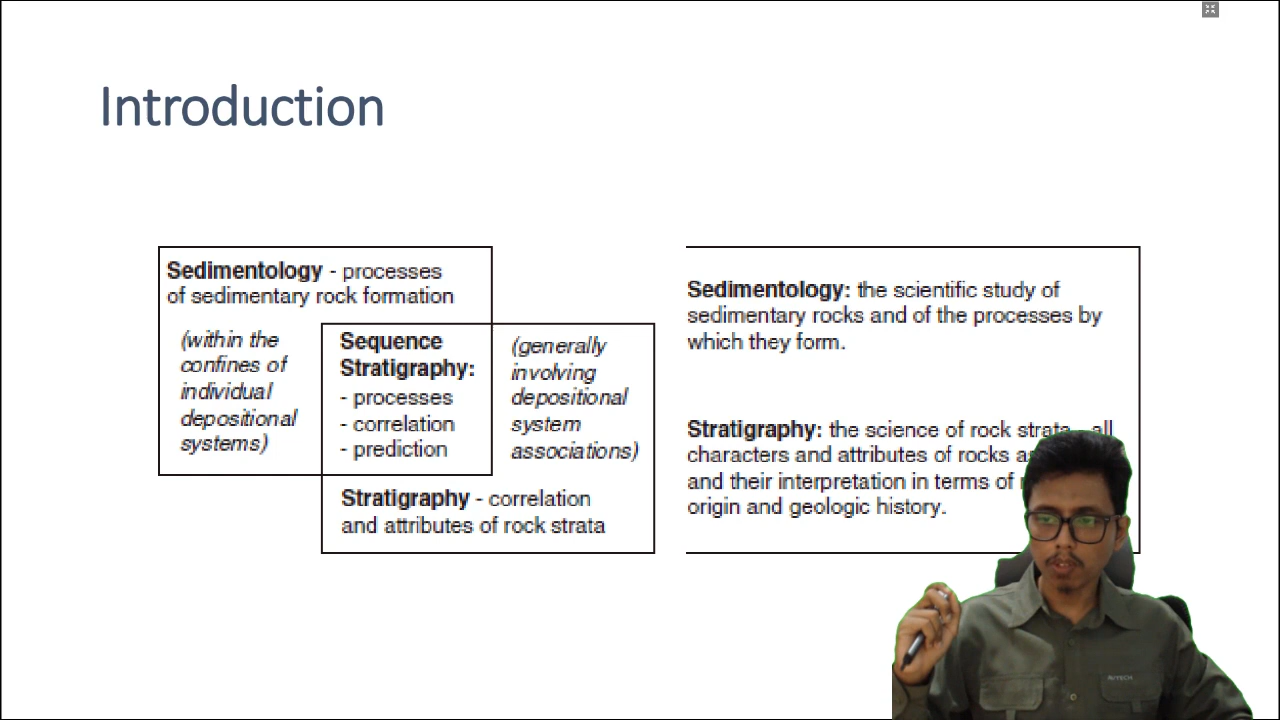 Introduction
Sedimentology - processes
of sedimentary rock formation
(within the
confines of
individual
depositional
systems)
Sequence
Stratigraphy:
- processes
- correlation
- prediction
(generally
involving
depositional
system
associations)
Stratigraphy - correlation
and attributes of rock strata
Sedimentology: the scientific study of
sedimentary rocks and of the processes by
which they form.
Stratigraphy: the science of rock strata - all
characters and attributes of rocks
and their interpretation in terms of
origin and geologic history.